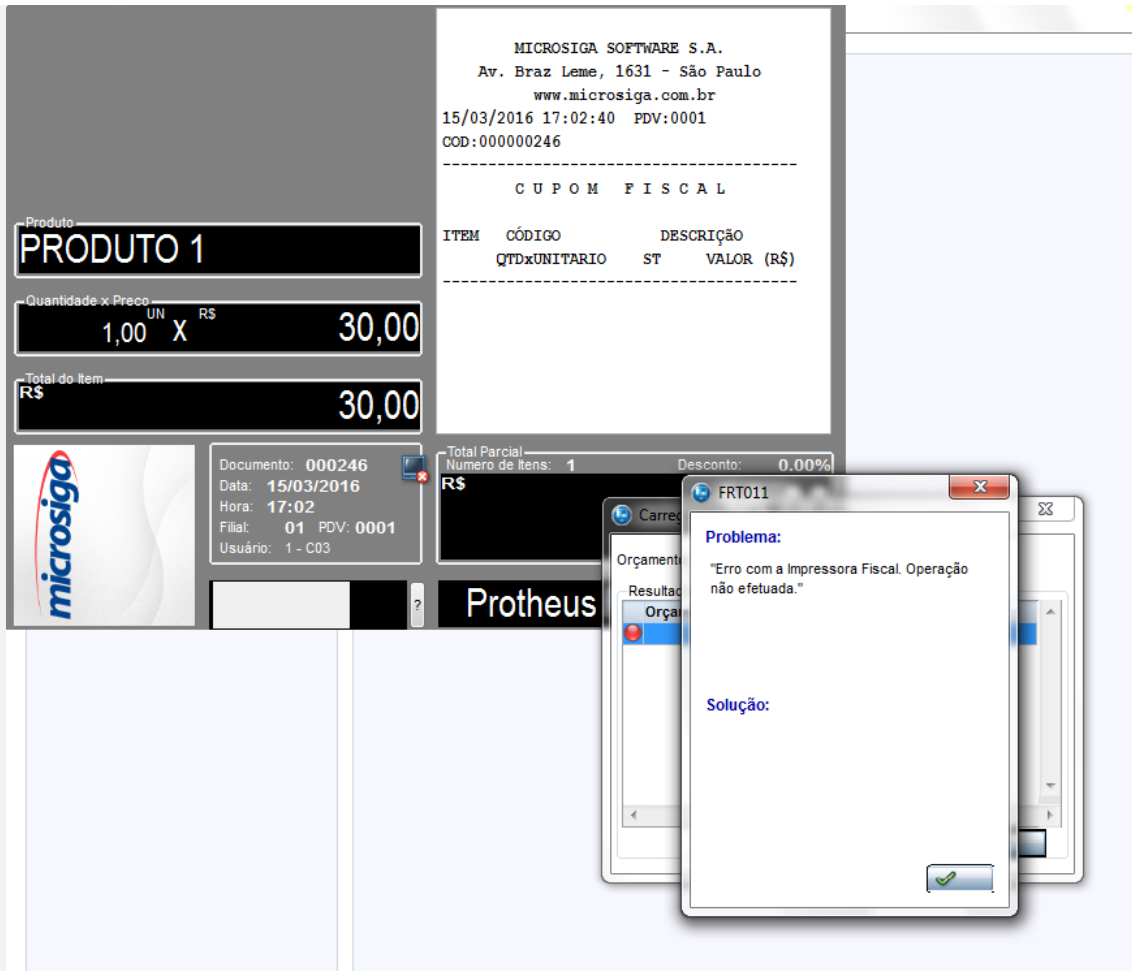 MICROSIGA SOFTWARE S.A.
Av. Braz Leme, 1631 - São Paulo
www.microsiga.com.br
15/03/2016 17:02:40 PDV:0001
COD:000000246
----------------------------------------
C U P O M F I S C A L
ITEM CÓDIGO DESCRIÇãO
QTDxUNITARIO ST VALOR (R$)
----------------------------------------
Produto
PRODUTO 1
Quantidade x Preco
1,00 UN X R$ 30,00
Total do Item
R$ 30,00
microsiga
Documento: 000246
Data: 15/03/2016
Hora: 17:02
Filial: 01 PDV: 0001
Usuário: 1 - C03
?
Total Parcial
Numero de Itens: 1 Desconto: 0.00%
R$
Protheus
Orçamento
FRT011
Problema:
"Erro com a Impressora Fiscal. Operação
não efetuada."
Solução: